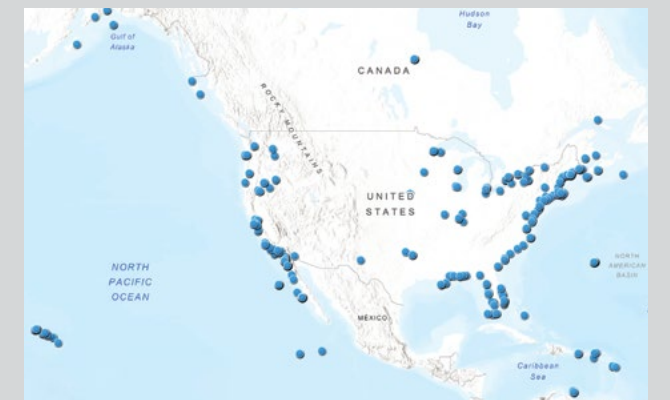 Hudson
Bay
Gulf of
Alaska
CANADA
ROCKY MOUNTAINS
UNITED
STATES
NORTH
PACIFIC
OCEAN
NORTH
AMERICAN
BASIN
MÉXICO
Caribbean
Sea